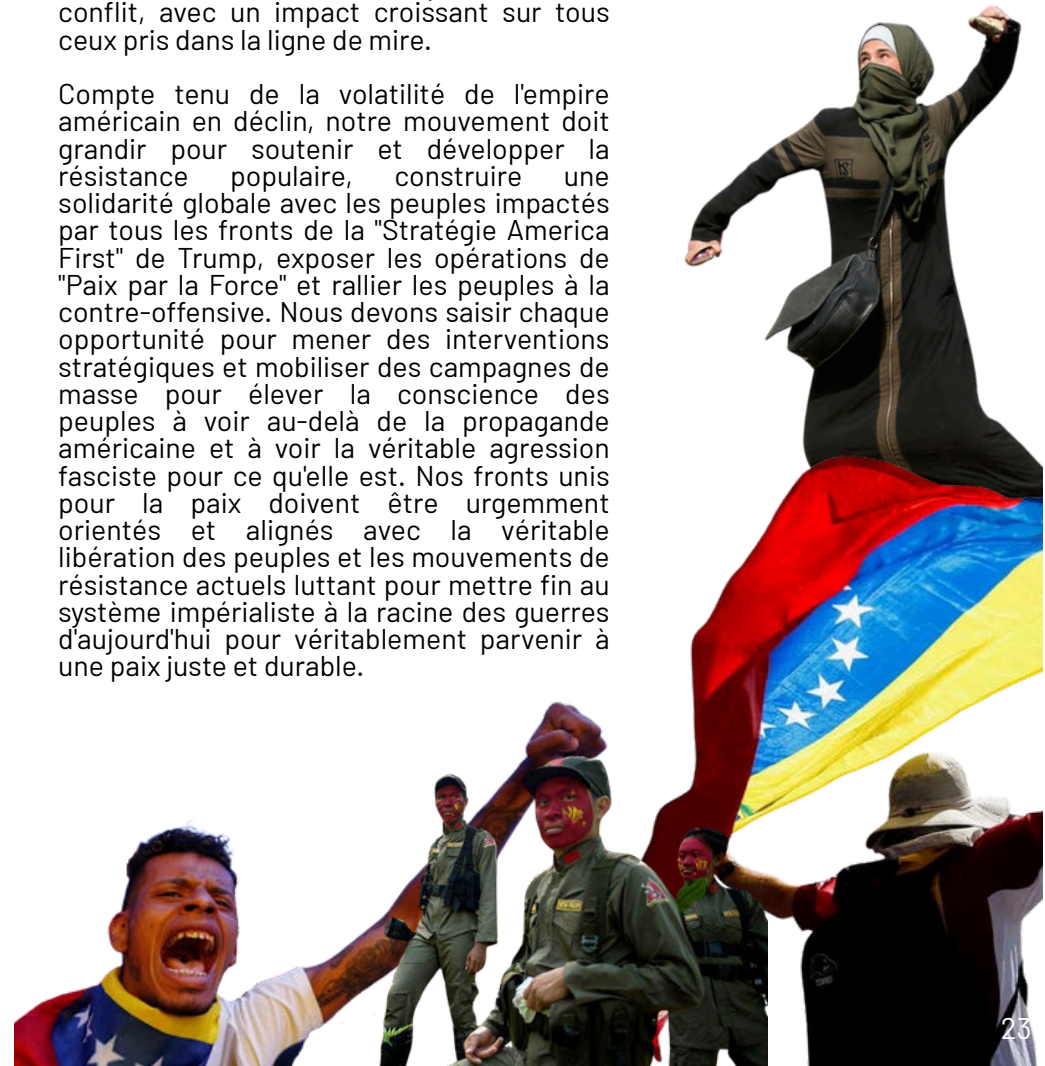 conflit, avec un impact croissant sur tous
ceux pris dans la ligne de mire.
Compte tenu de la volatilité de l'empire
américain en déclin, notre mouvement doit
grandir pour soutenir et développer la
résistance populaire, construire une
solidarité globale avec les peuples impactés
par tous les fronts de la "Stratégie America
First" de Trump, exposer les opérations de
"Paix par la Force" et rallier les peuples à la
contre-offensive. Nous devons saisir chaque
opportunité pour mener des interventions
stratégiques et mobiliser des campagnes de
masse pour élever la conscience des
peuples à voir au-delà de la propagande
américaine et à voir la véritable agression
fasciste pour ce qu'elle est. Nos fronts unis
pour la paix doivent être urgemment
orientés et alignés avec la véritable
libération des peuples et les mouvements de
résistance actuels luttant pour mettre fin au
système impérialiste à la racine des guerres
d'aujourd'hui pour véritablement parvenir à
une paix juste et durable.
23